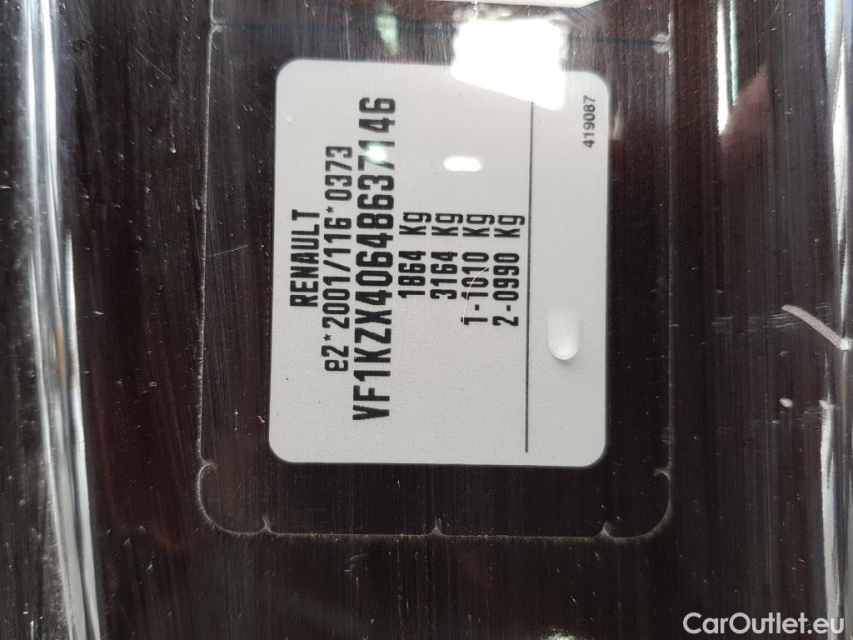 RENAULT
e2*2001/116*0373
VF1KZX40648637146
1864 Kg
3164 Kg
1-1010 Kg
2-0990 Kg
419087
CarOutlet.eu